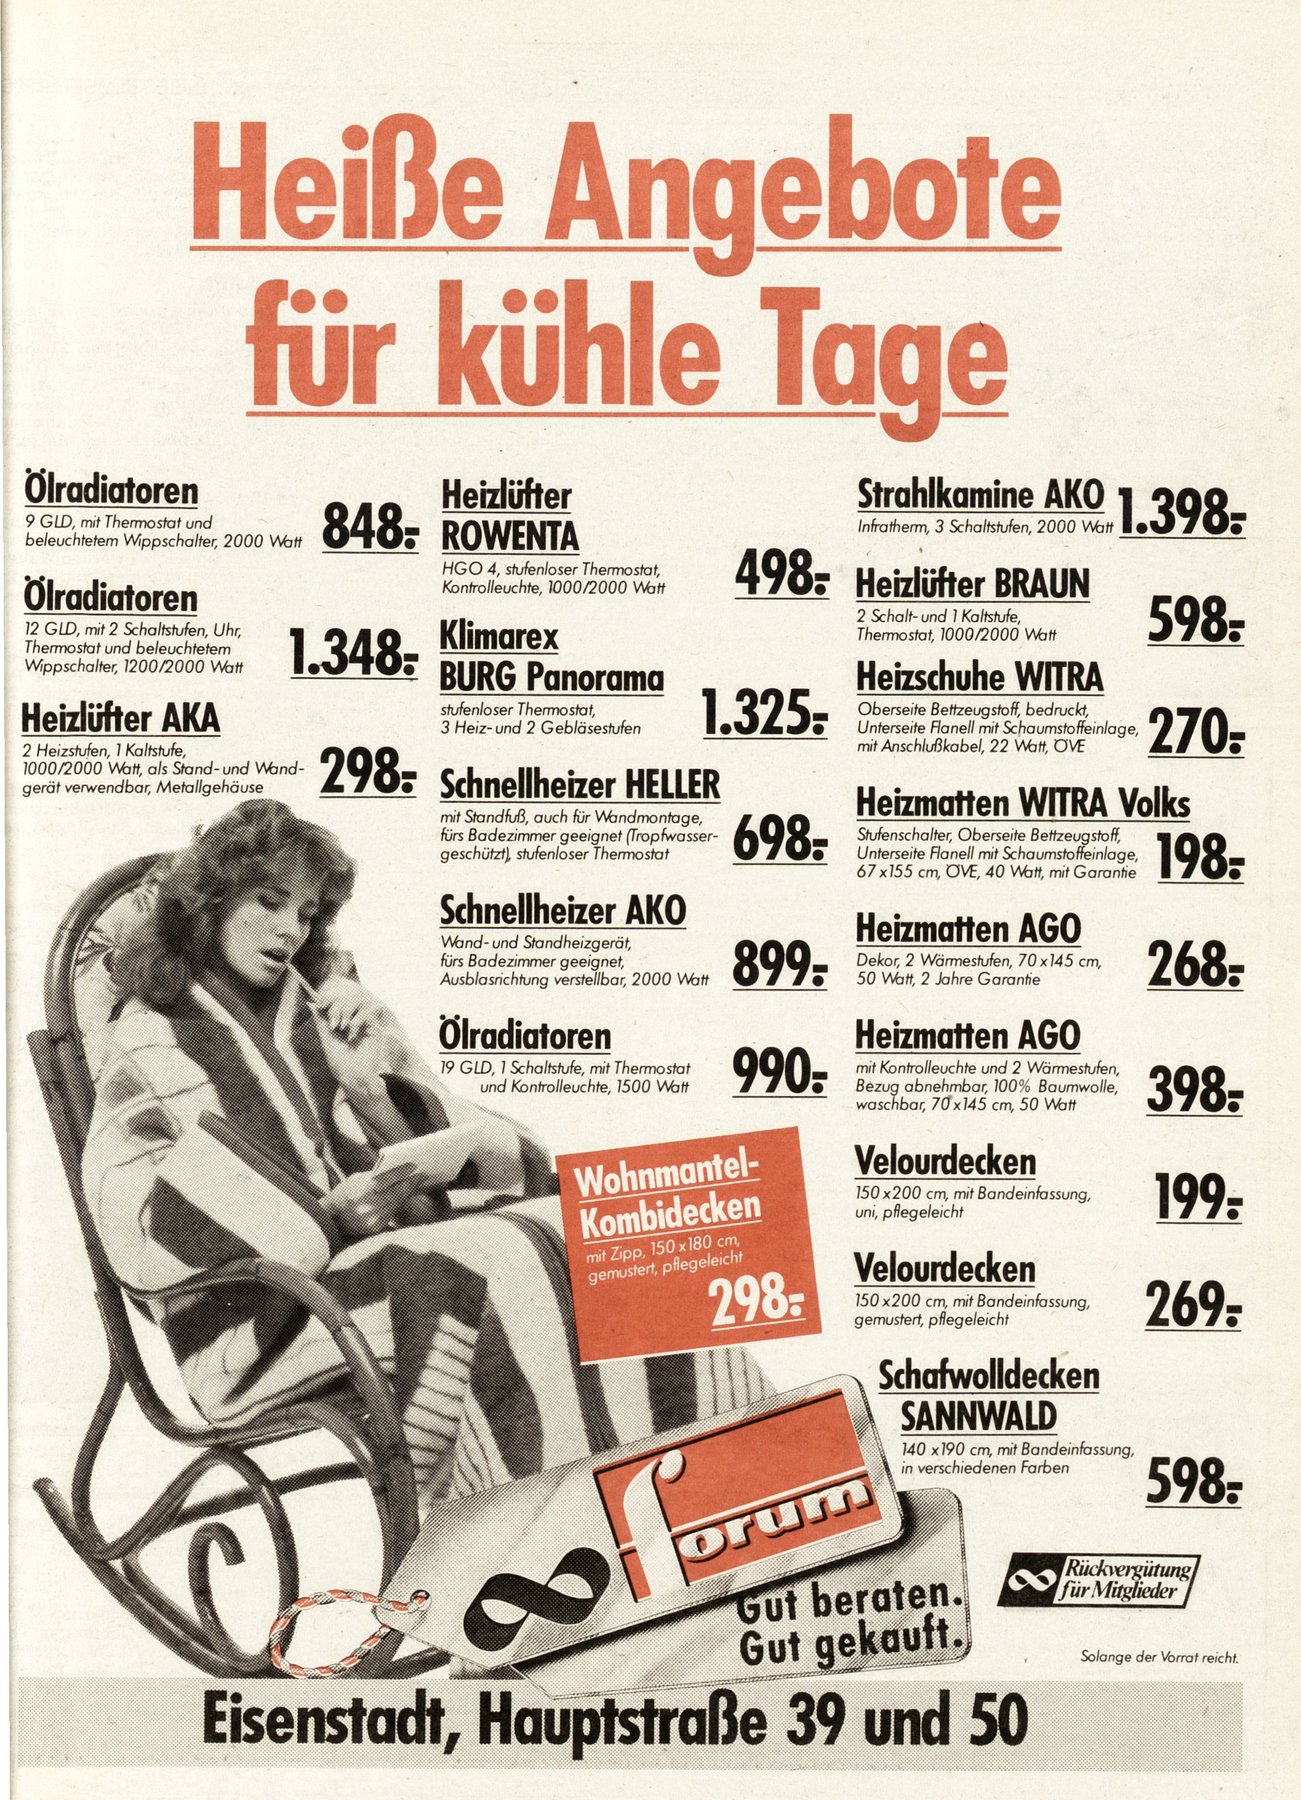 Heiße Angebote
für kühle Tage
Ölradiatoren
9 GLD, mit Thermostat und
beleuchtetem Wippschalter, 2000 Watt
848,-
Ölradiatoren
12 GLD, mit 2 Schaltstufen, Uhr,
Thermostat und beleuchtetem
Wippschalter, 1200/2000 Watt
1.348,-
Heizlüfter AKA
2 Heizstufen, 1 Kaltstufe,
1000/2000 Watt, als Stand- und Wand-
gerät verwendbar, Metallgehäuse
298,-
Heizlüfter
ROWENTA
HGO 4, stufenloser Thermostat,
Kontrolleuchte, 1000/2000 Watt
498,-
Klimarex
BURG Panorama
stufenloser Thermostat,
3 Heiz- und 2 Gebläsestufen
1.325,-
Schnellheizer HELLER
mit Standfuß, auch für Wandmontage,
fürs Badezimmer geeignet (Tropfwasser-
geschützt), stufenloser Thermostat
698,-
Schnellheizer AKO
Wand- und Standheizgerät,
fürs Badezimmer geeignet,
Ausblasrichtung verstellbar, 2000 Watt
899,-
Ölradiatoren
19 GLD, 1 Schaltstufe, mit Thermostat
und Kontrolleuchte, 1500 Watt
990,-
Wohnmantel-
Kombidecken
mit Zipp, 150 x 180 cm,
gemustert, pflegeleicht
298,-
Strahlkamine AKO
Infratherm, 3 Schaltstufen, 2000 Watt
1.398,-
Heizlüfter BRAUN
2 Schalt- und 1 Kaltstufe,
Thermostat, 1000/2000 Watt
598,-
Heizschuhe WITRA
Oberseite Bettzeugstoff, bedruckt,
Unterseite Flanell mit Schaumstoffeinlage,
mit Anschlußkabel, 22 Watt, ÖVE
270,-
Heizmatten WITRA Volks
Stufenschalter, Oberseite Bettzeugstoff,
Unterseite Flanell mit Schaumstoffeinlage,
67 x 155 cm, ÖVE, 40 Watt, mit Garantie
198,-
Heizmatten AGO
Dekor, 2 Wärmestufen, 70 x 145 cm,
50 Watt, 2 Jahre Garantie
268,-
Heizmatten AGO
mit Kontrolleuchte und 2 Wärmestufen,
Bezug abnehmbar, 100% Baumwolle,
waschbar, 70 x 145 cm, 50 Watt
398,-
Velourdecken
150 x 200 cm, mit Bandeinfassung,
uni, pflegeleicht
199,-
Velourdecken
150 x 200 cm, mit Bandeinfassung,
gemustert, pflegeleicht
269,-
Schafwolldecken
SANNWALD
140 x 190 cm, mit Bandeinfassung,
in verschiedenen Farben
598,-
forum
Gut beraten.
Gut gekauft.
Rückvergütung
für Mitglieder
Solange der Vorrat reicht.
Eisenstadt, Hauptstraße 39 und 50